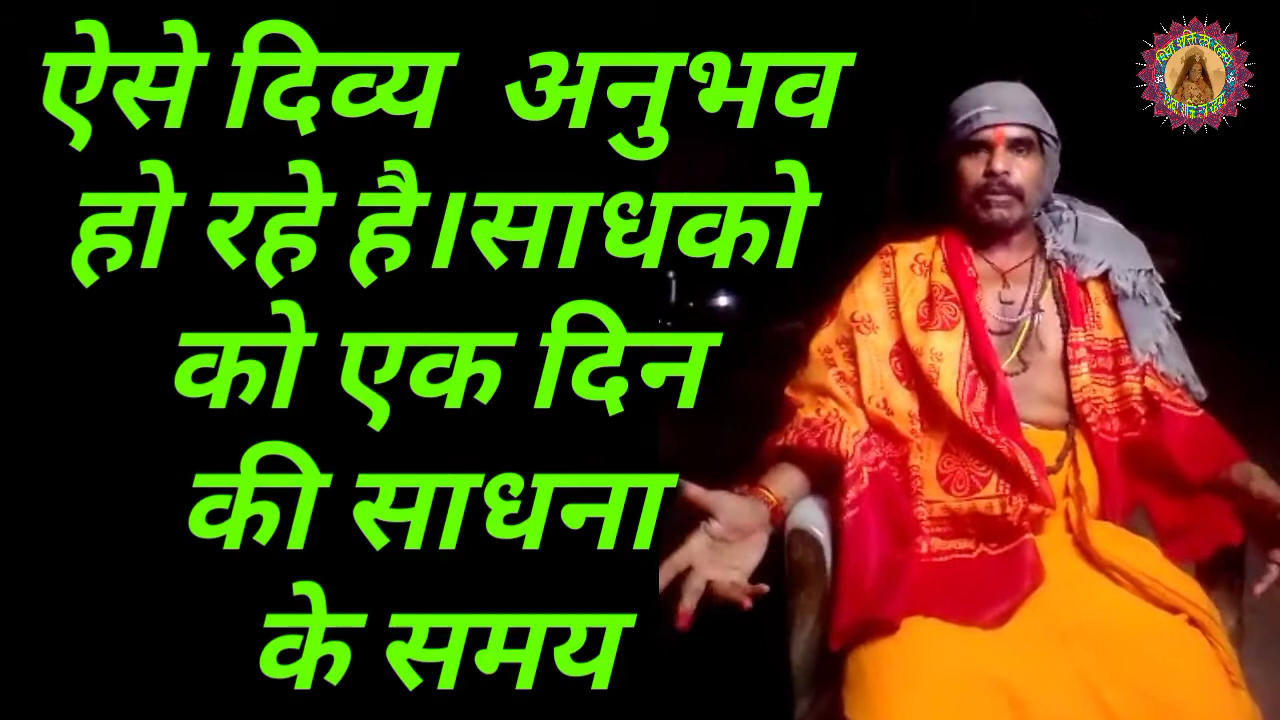 ऐसे दिव्य अनुभव
हो रहे है।साधको
को एक दिन
की साधना
के समय